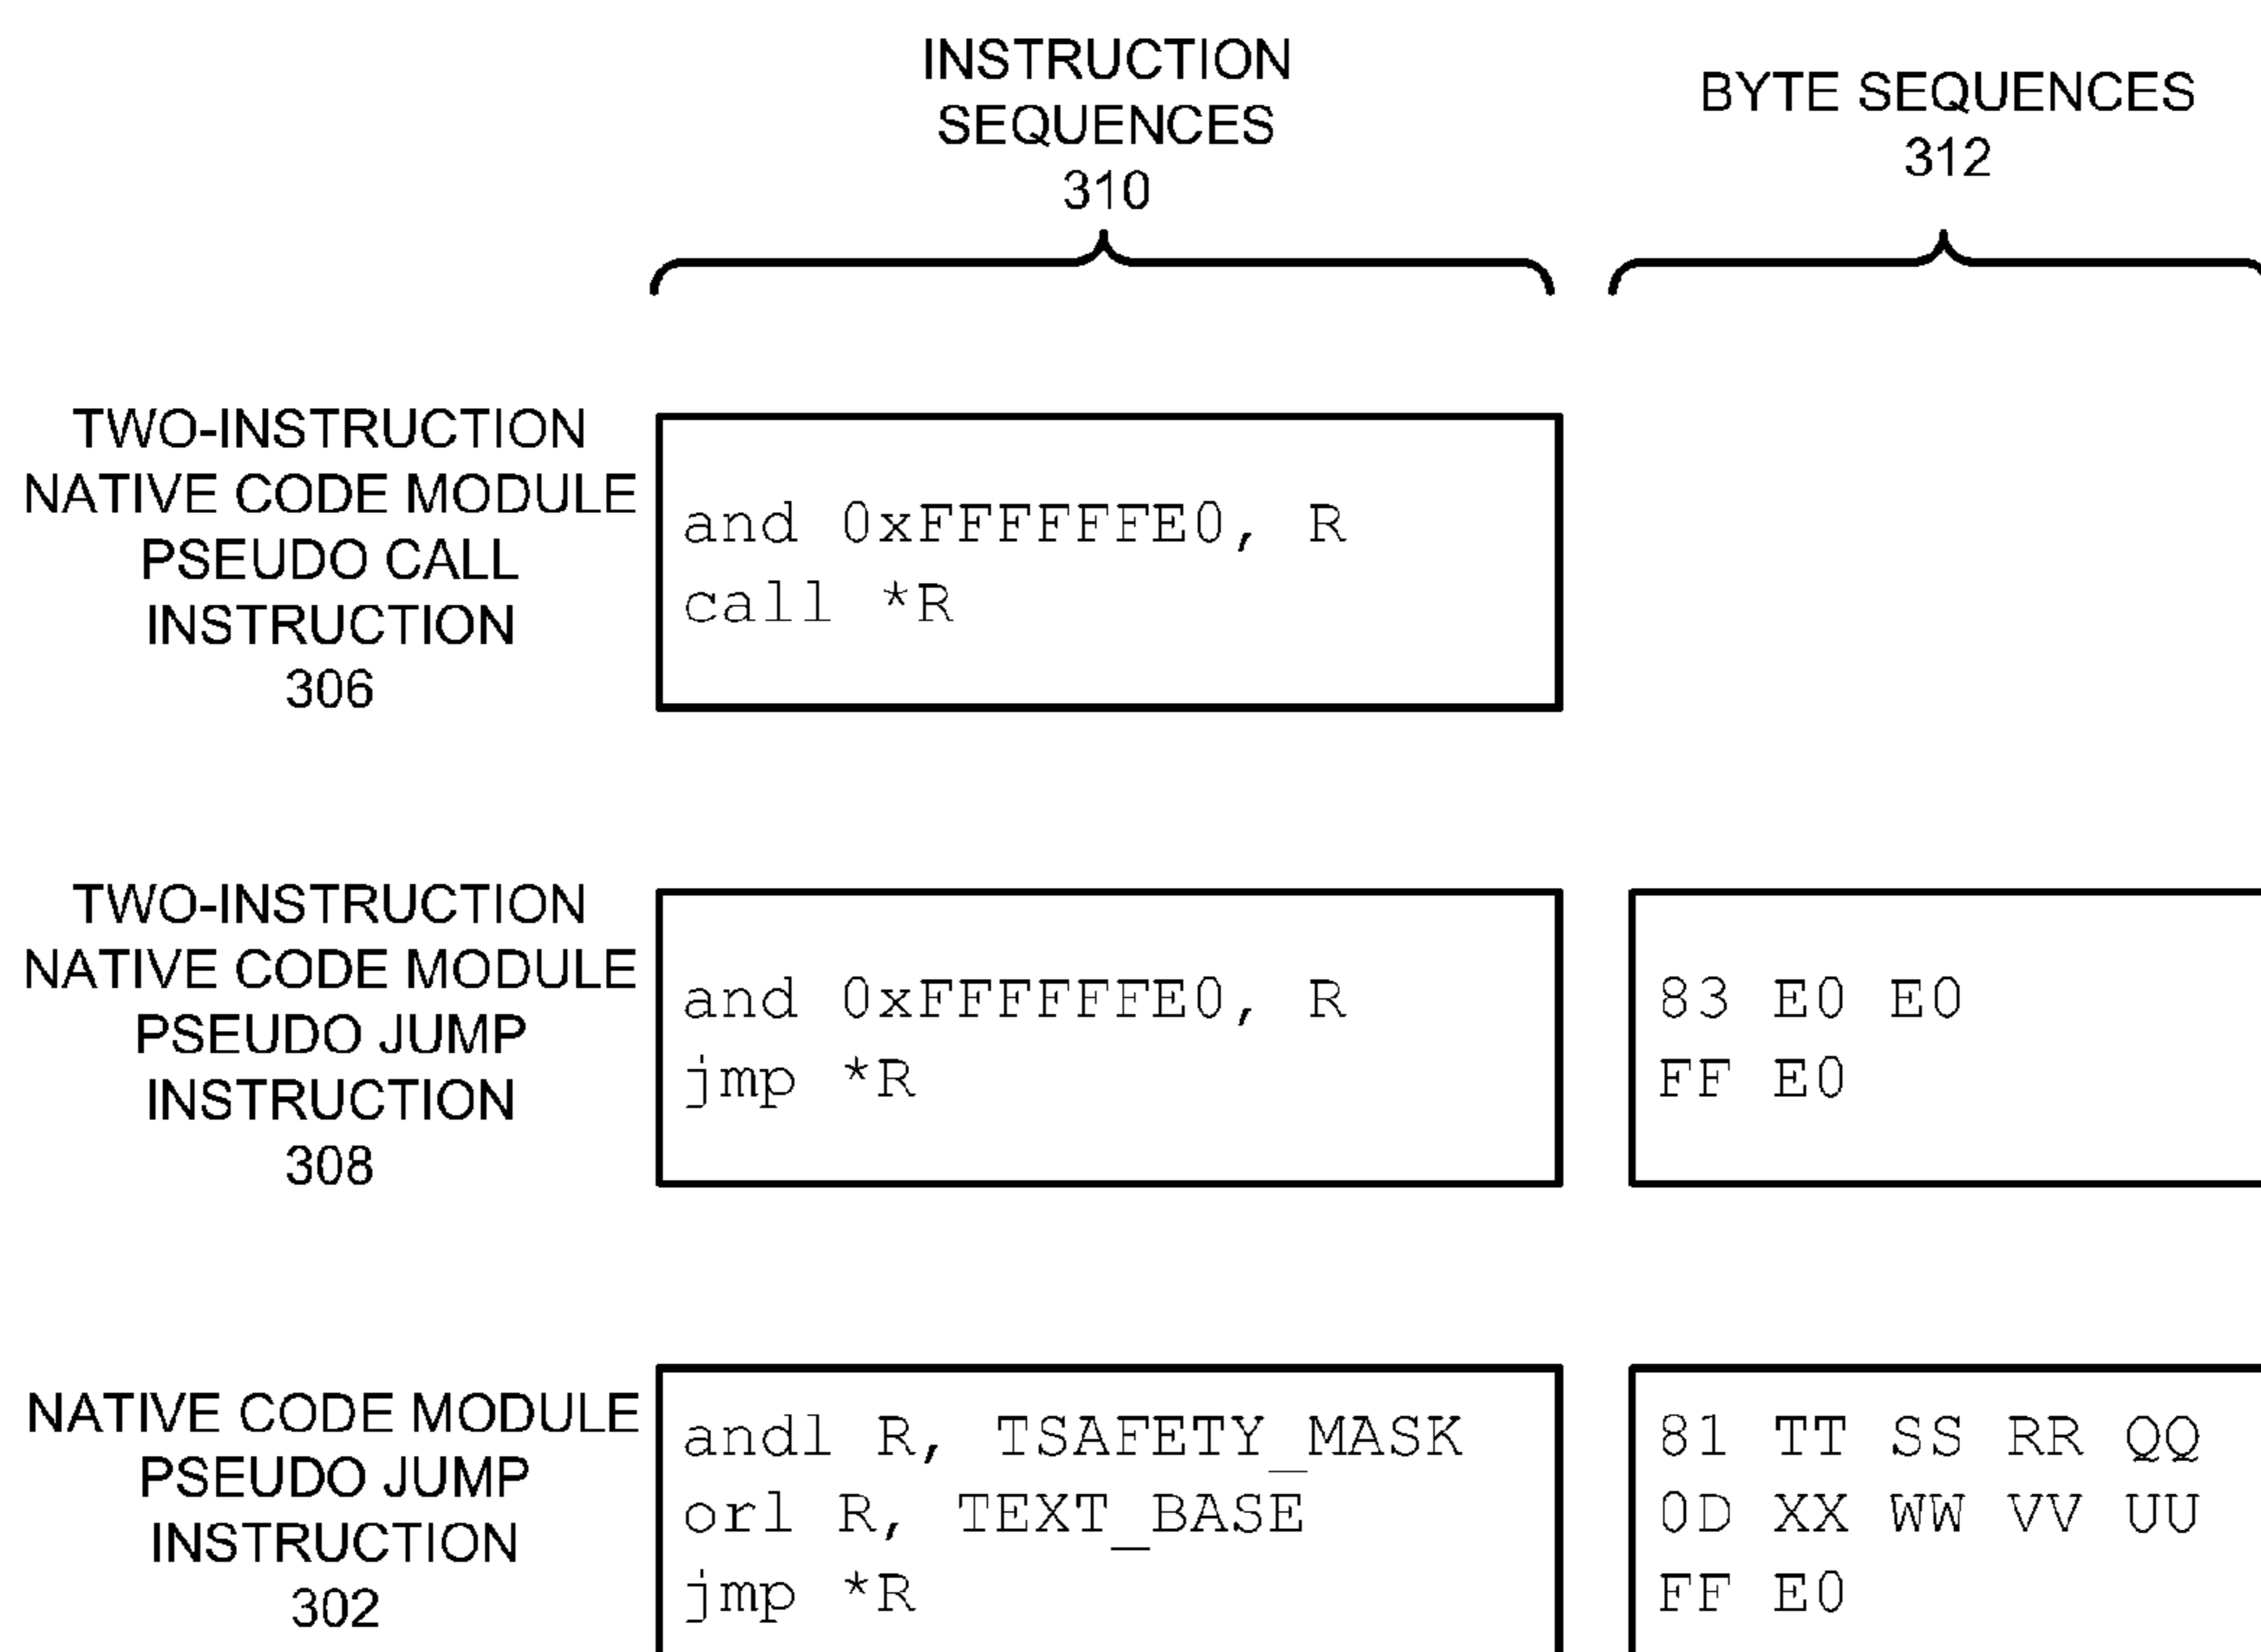 INSTRUCTION
SEQUENCES
310
BYTE SEQUENCES
312
TWO-INSTRUCTION
NATIVE CODE MODULE
PSEUDO CALL
INSTRUCTION
306
and 0xFFFFFFE0, R
call *R
TWO-INSTRUCTION
NATIVE CODE MODULE
PSEUDO JUMP
INSTRUCTION
308
and 0xFFFFFFE0, R
jmp *R
83 E0 E0
FF E0
NATIVE CODE MODULE
PSEUDO JUMP
INSTRUCTION
302
andl R, TSAFETY_MASK
orl R, TEXT_BASE
jmp *R
81 TT SS RR QQ
0D XX WW VV UU
FF E0